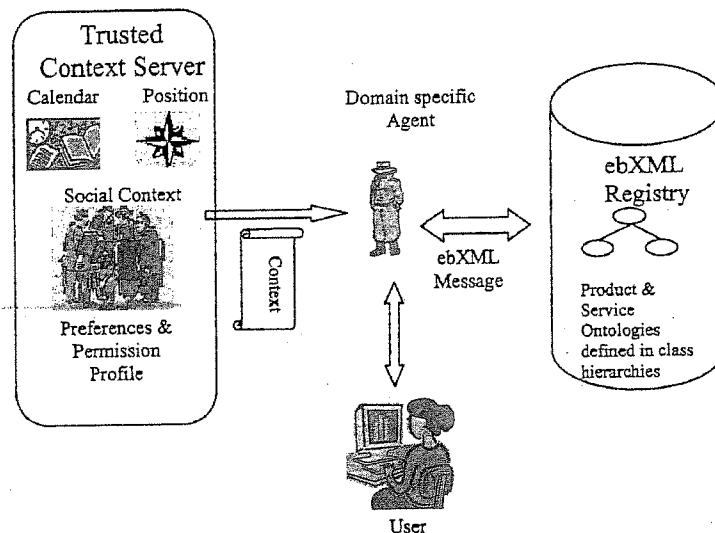 Trusted
Context Server
Calendar
Position
Social Context
Preferences &
Permission
Profile
Context
Domain specific
Agent
ebXML
Message
User
ebXML
Registry
Product &
Service
Ontologies
defined in class
hierarchies